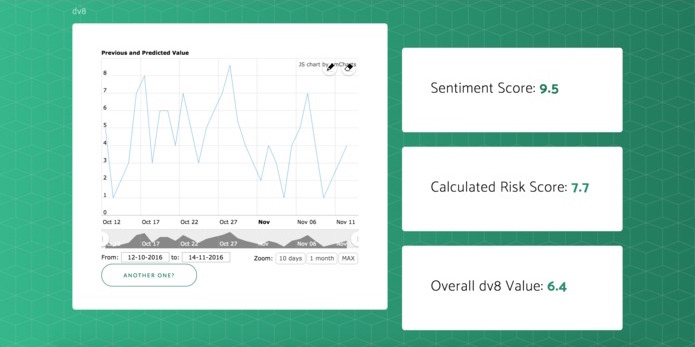 dv8
Previous and Predicted Value
JS chart by amCharts
8
7
6
5
4
3
2
1
0
Oct 12 Oct 17 Oct 22 Oct 27 Nov Nov 06 Nov 11
Oct 17 Oct 22 Oct 27 Nov Nov 06 Nov 11
From: 12-10-2016 to: 14-11-2016 Zoom: 10 days 1 month MAX
ANOTHER ONE?
Sentiment Score: 9.5
Calculated Risk Score: 7.7
Overall dv8 Value: 6.4